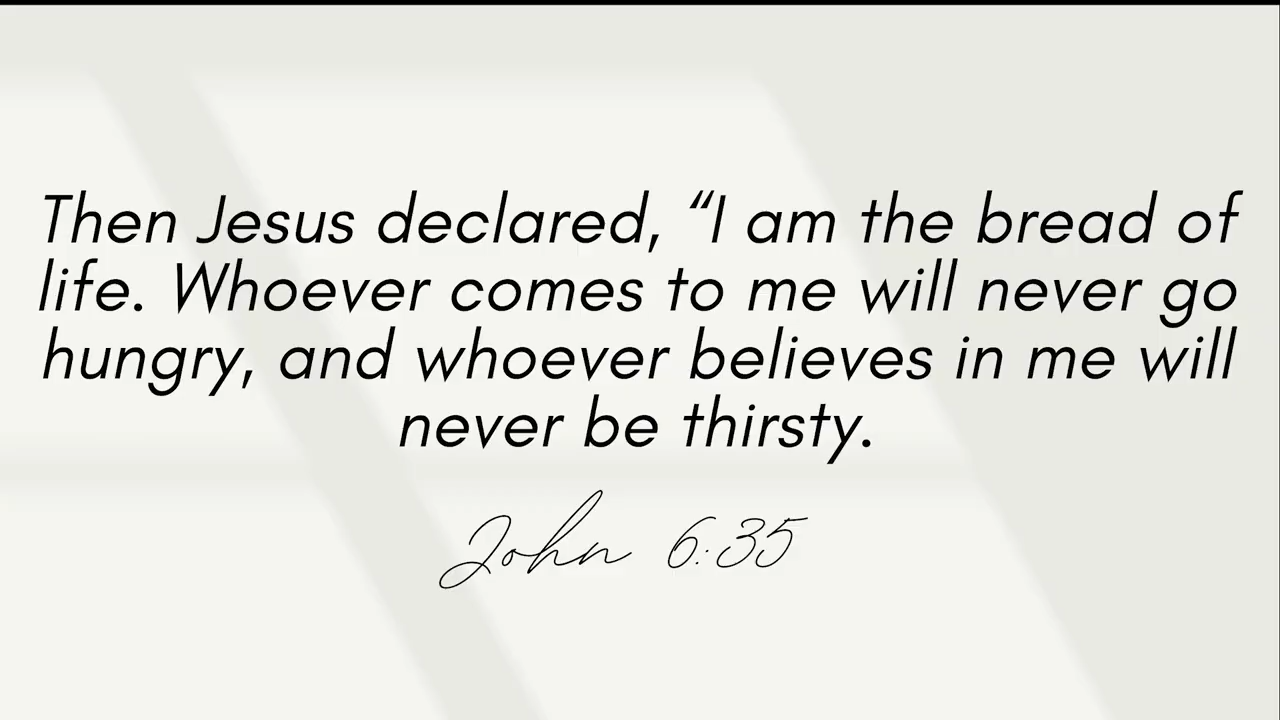 Then Jesus declared, “I am the bread of
life. Whoever comes to me will never go
hungry, and whoever believes in me will
never be thirsty.
John 6:35